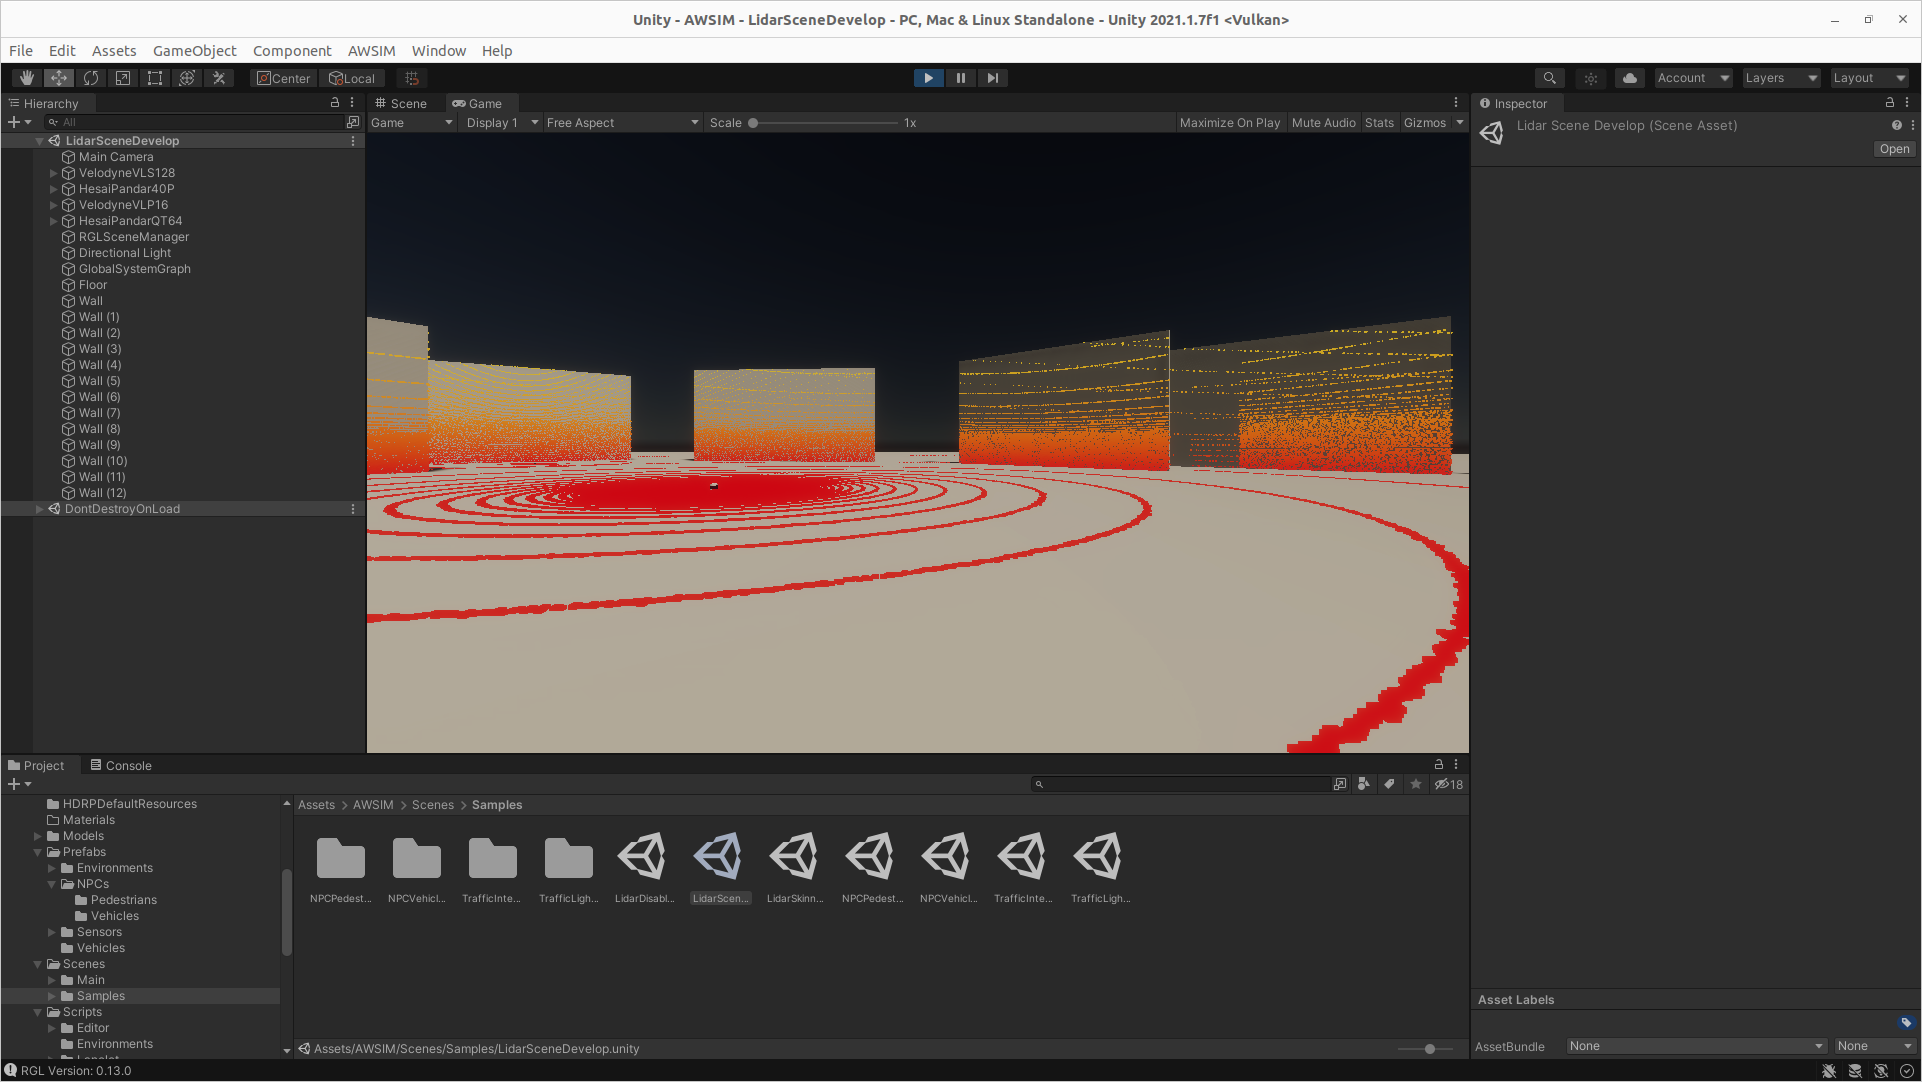 Unity - AWSIM - LidarSceneDevelop - PC, Mac & Linux Standalone - Unity 2021.1.7f1 <Vulkan>
File Edit Assets GameObject Component AWSIM Window Help
Center Local Account Layers Layout
Hierarchy
All
LidarSceneDevelop
Main Camera
VelodyneVLS128
HesaiPandar40P
VelodyneVLP16
HesaiPandarQT64
RGLSceneManager
Directional Light
GlobalSystemGraph
Floor
Wall
Wall (1)
Wall (2)
Wall (3)
Wall (4)
Wall (5)
Wall (6)
Wall (7)
Wall (8)
Wall (9)
Wall (10)
Wall (11)
Wall (12)
DontDestroyOnLoad
Scene Game
Game Display 1 Free Aspect Scale 1x Maximize On Play Mute Audio Stats Gizmos
Inspector
Lidar Scene Develop (Scene Asset)
Open
Project Console
18
HDRPDefaultResources
Materials
Models
Prefabs
Environments
NPCs
Pedestrians
Vehicles
Sensors
Vehicles
Scenes
Main
Samples
Scripts
Editor
Environments
Assets > AWSIM > Scenes > Samples
NPCPedest... NPCVehicl... TrafficInte... TrafficLigh... LidarDisabl... LidarScen... LidarSkinn... NPCPedest... NPCVehicl... TrafficInte... TrafficLigh...
Assets/AWSIM/Scenes/Samples/LidarSceneDevelop.unity
Asset Labels
AssetBundle None None
RGL Version: 0.13.0